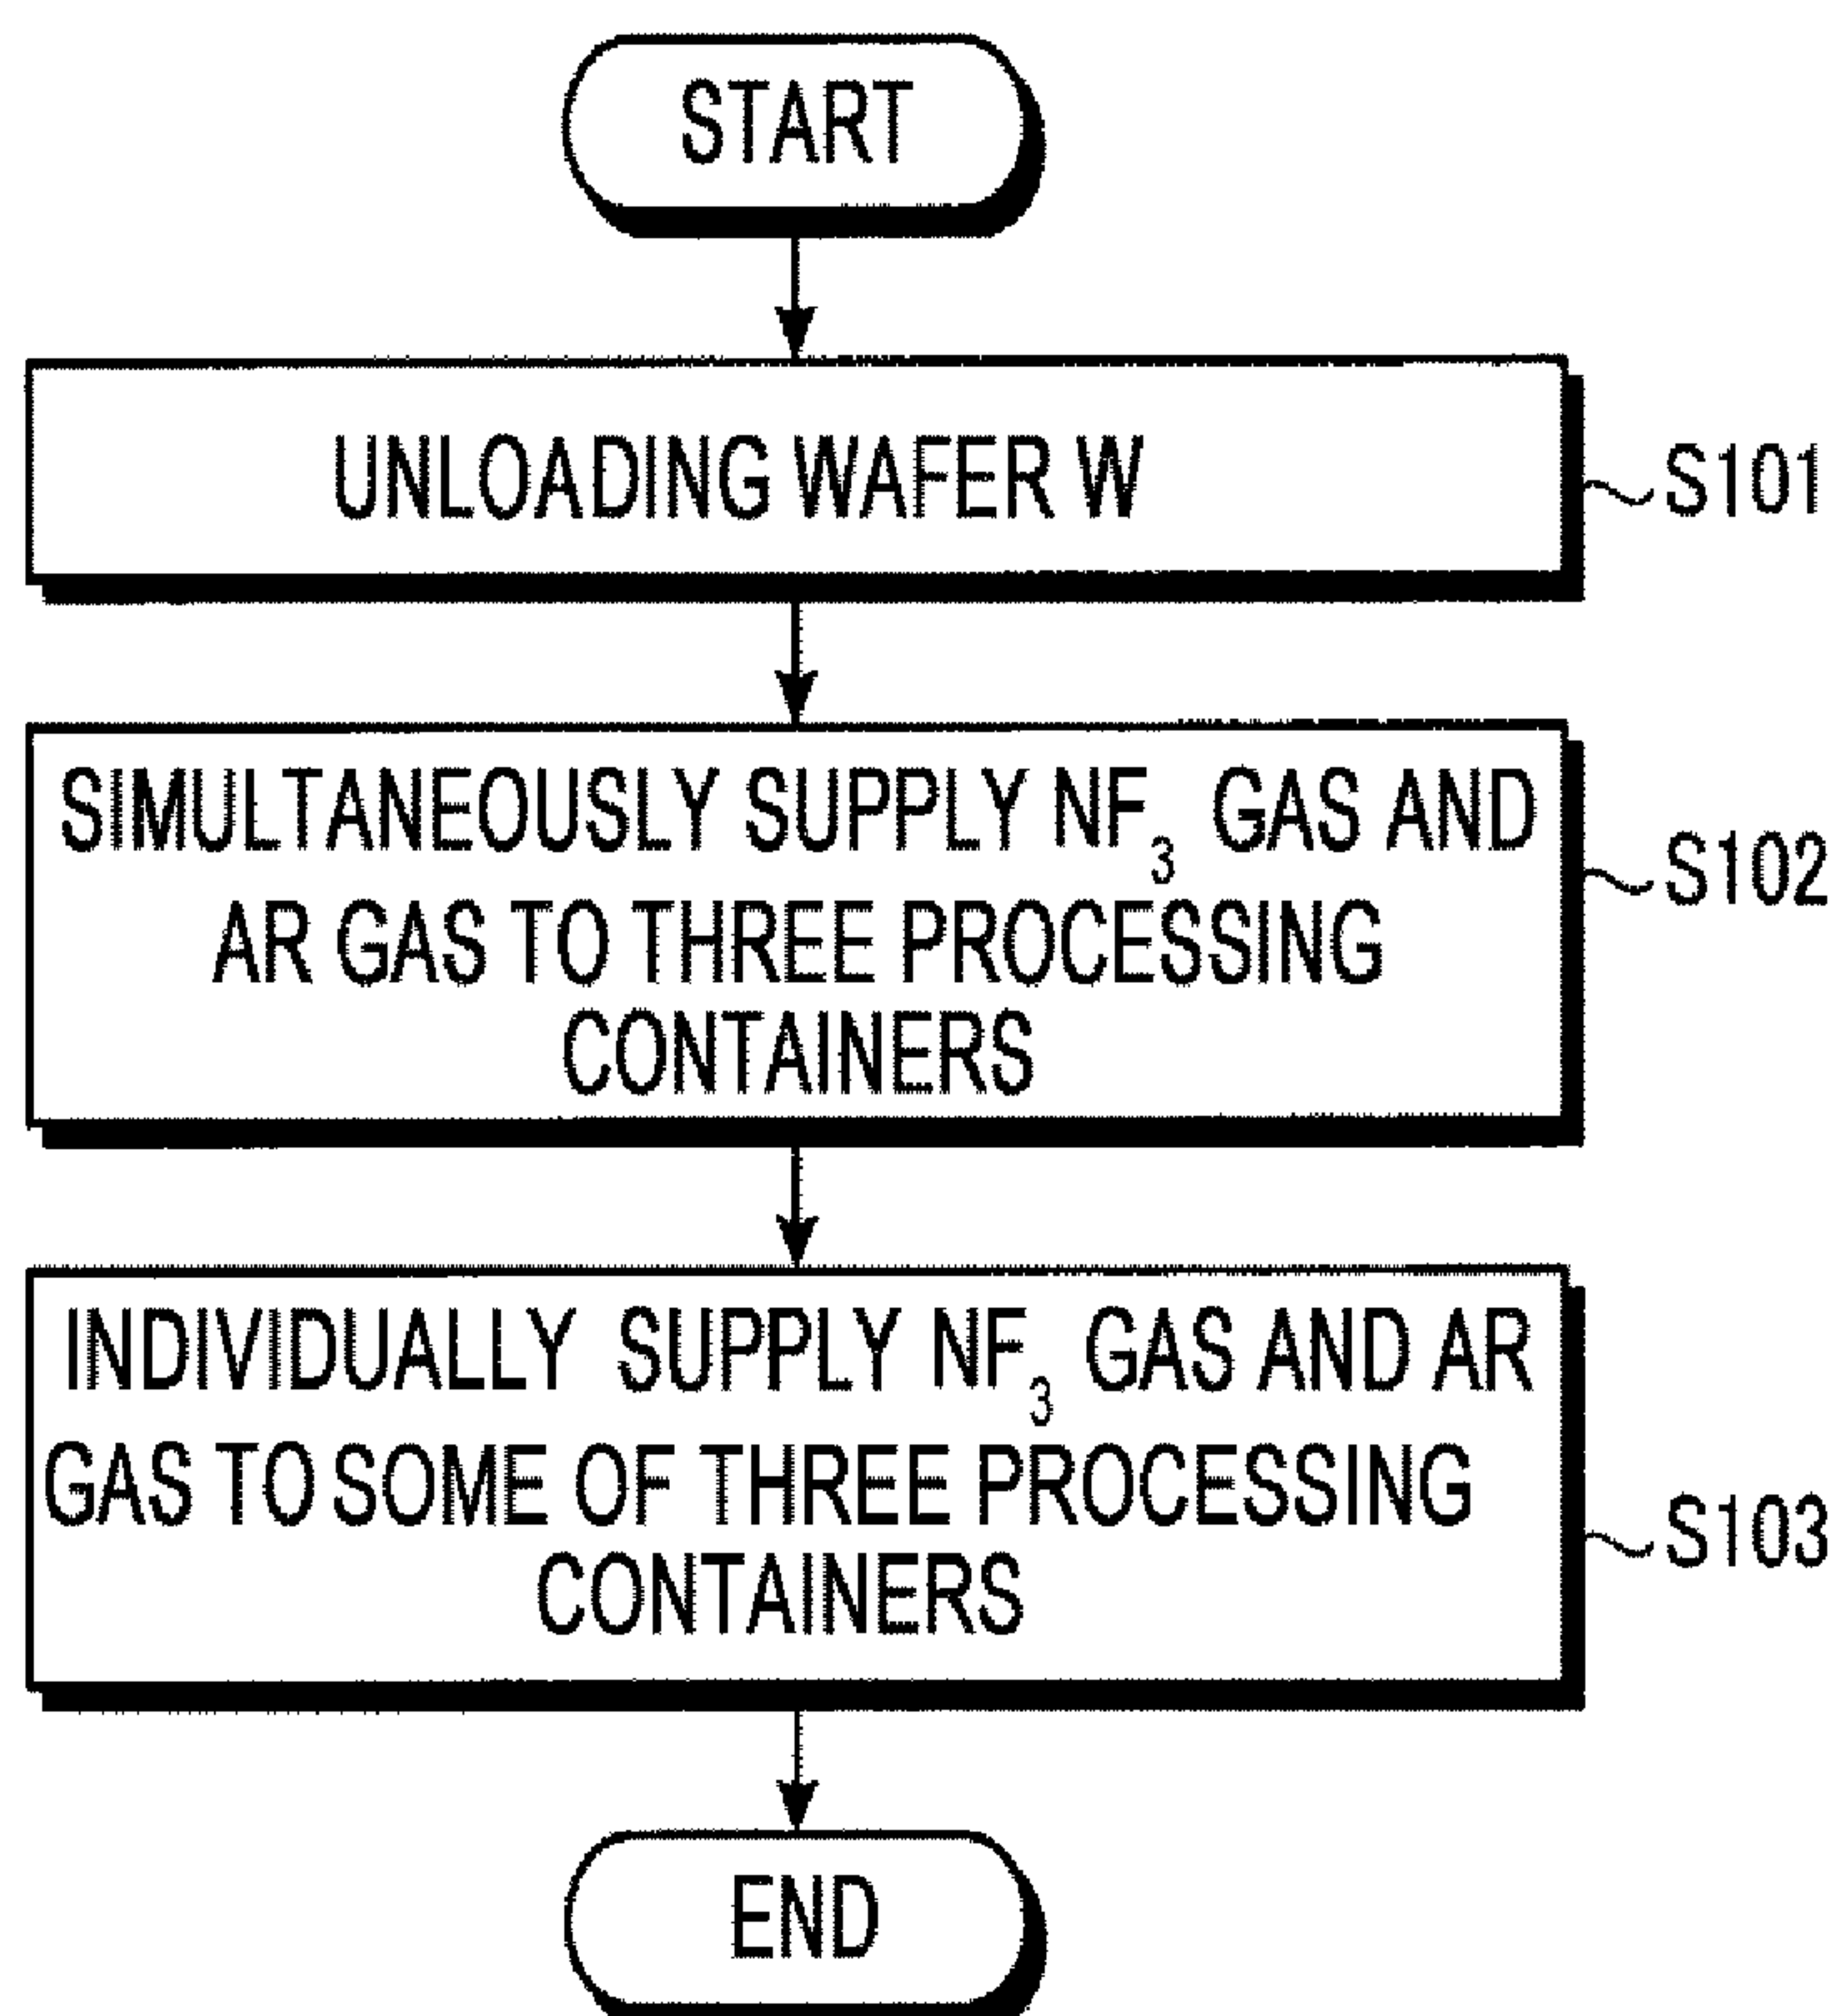 START
UNLOADING WAFER W
S101
SIMULTANEOUSLY SUPPLY NF₃ GAS AND
AR GAS TO THREE PROCESSING
CONTAINERS
S102
INDIVIDUALLY SUPPLY NF₃ GAS AND AR
GAS TO SOME OF THREE PROCESSING
CONTAINERS
S103
END